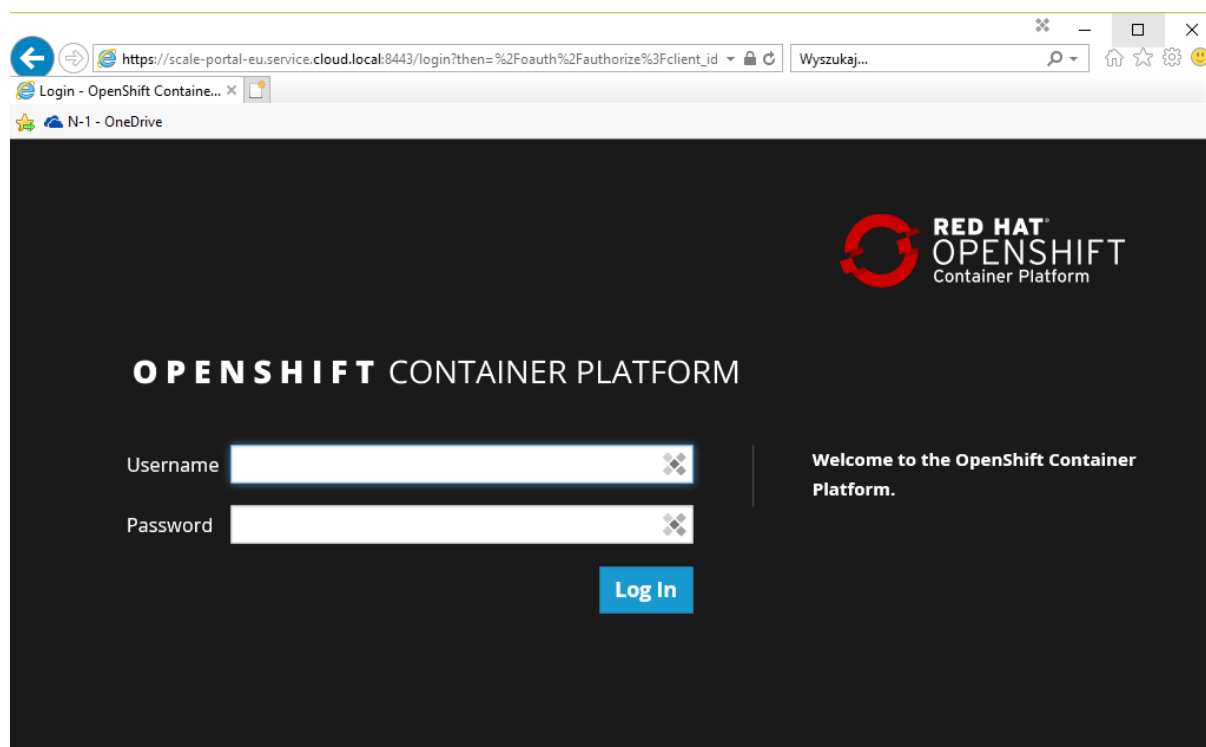 https://scale-portal-eu.service.cloud.local:8443/login?then=%2Foauth%2Fauthorize%3Fclient_id
Wyszukaj...
Login - OpenShift Containe...
N-1 - OneDrive
RED HAT
OPENSHIFT
Container Platform
OPENSHIFT CONTAINER PLATFORM
Username
Password
Log In
Welcome to the OpenShift Container
Platform.